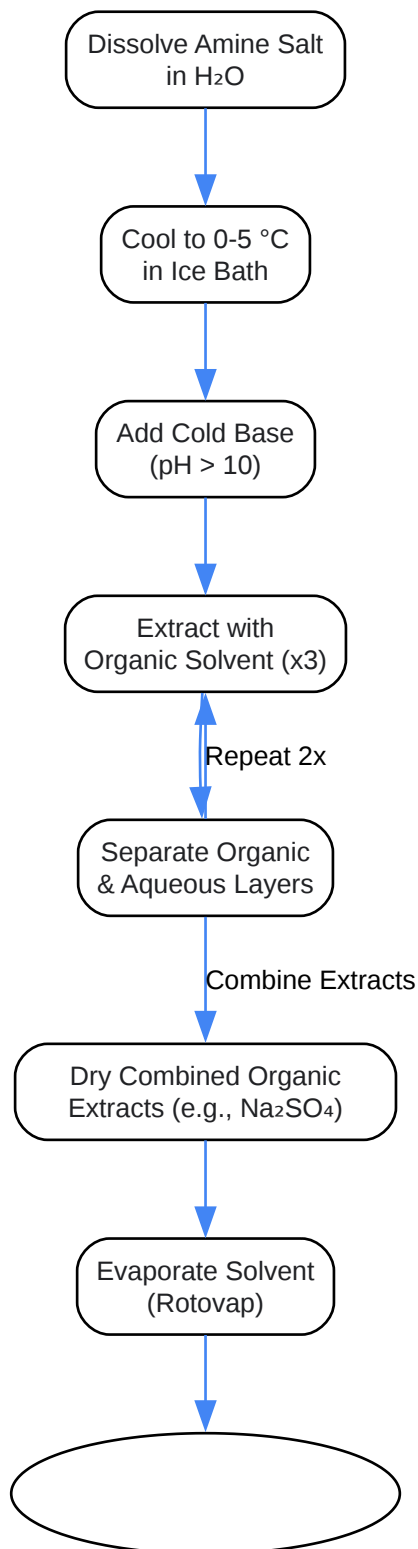 Dissolve Amine Salt
in H₂O
Cool to 0-5 °C
in Ice Bath
Add Cold Base
(pH > 10)
Extract with
Organic Solvent (x3)
Repeat 2x
Separate Organic
& Aqueous Layers
Combine Extracts
Dry Combined Organic
Extracts (e.g., Na₂SO₄)
Evaporate Solvent
(Rotovap)